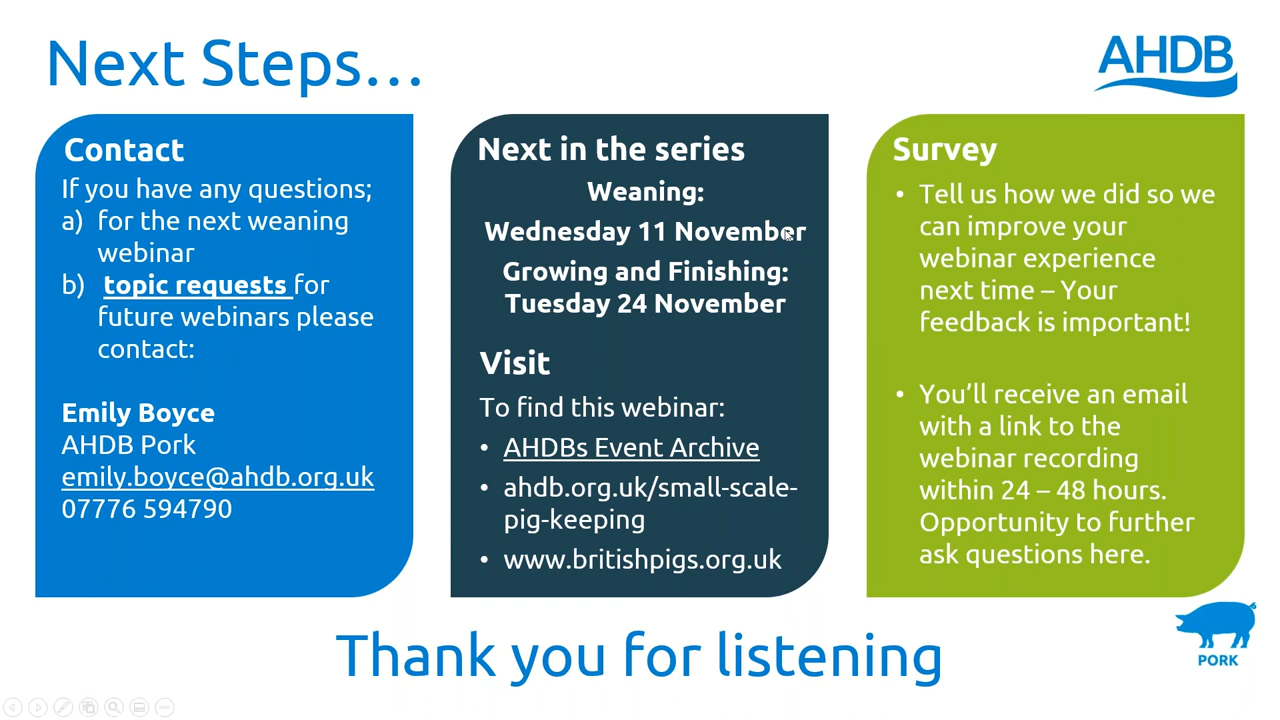 Next Steps...
AHDB
Contact
If you have any questions;
a) for the next weaning
webinar
b) topic requests for
future webinars please
contact:
Emily Boyce
AHDB Pork
emily.boyce@ahdb.org.uk
07776 594790
Next in the series
Weaning:
Wednesday 11 November
Growing and Finishing:
Tuesday 24 November
Visit
To find this webinar:
• AHDBs Event Archive
• ahdb.org.uk/small-scale-
pig-keeping
• www.britishpigs.org.uk
Survey
• Tell us how we did so we
can improve your
webinar experience
next time – Your
feedback is important!
• You’ll receive an email
with a link to the
webinar recording
within 24 – 48 hours.
Opportunity to further
ask questions here.
Thank you for listening
PORK